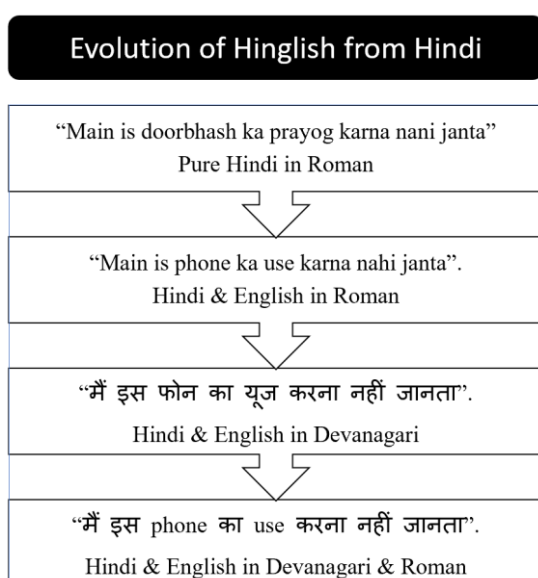 Evolution of Hinglish from Hindi
“Main is doorbhash ka prayog karna nani janta”
Pure Hindi in Roman
“Main is phone ka use karna nahi janta”.
Hindi & English in Roman
“मैं इस फोन का यूज करना नहीं जानता”.
Hindi & English in Devanagari
“मैं इस phone का use करना नहीं जानता”.
Hindi & English in Devanagari & Roman